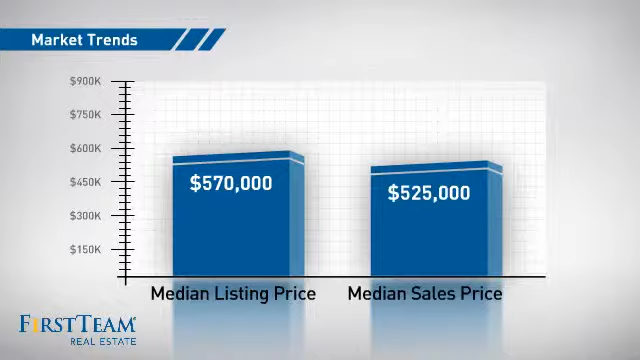 Market Trends
$900K
$750K
$600K
$450K
$300K
$150K
$570,000
$525,000
Median Listing Price
Median Sales Price
FIRSTTEAM®
REAL ESTATE